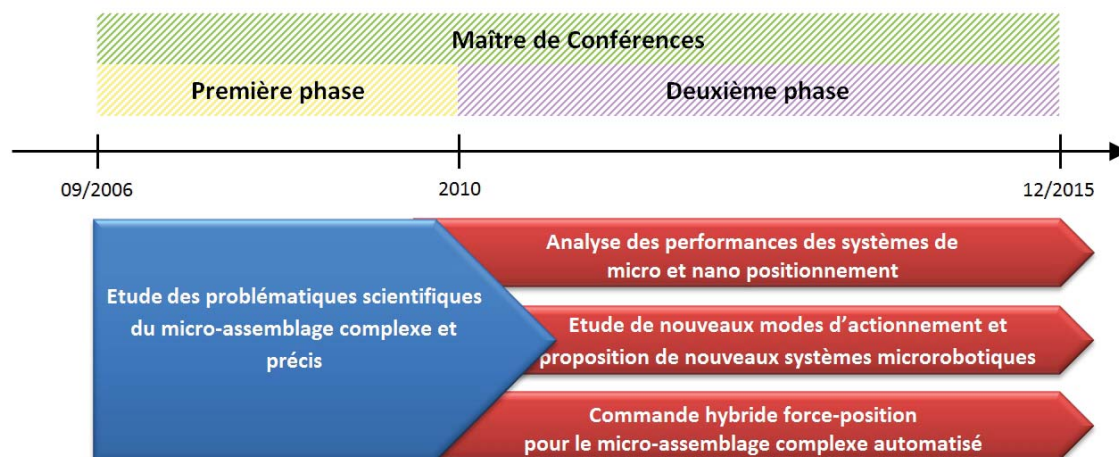 Maître de Conférences
Première phase
Deuxième phase
09/2006
2010
12/2015
Etude des problématiques scientifiques
du micro-assemblage complexe et
précis
Analyse des performances des systèmes de
micro et nano positionnement
Etude de nouveaux modes d'actionnement et
proposition de nouveaux systèmes microrobotiques
Commande hybride force-position
pour le micro-assemblage complexe automatisé